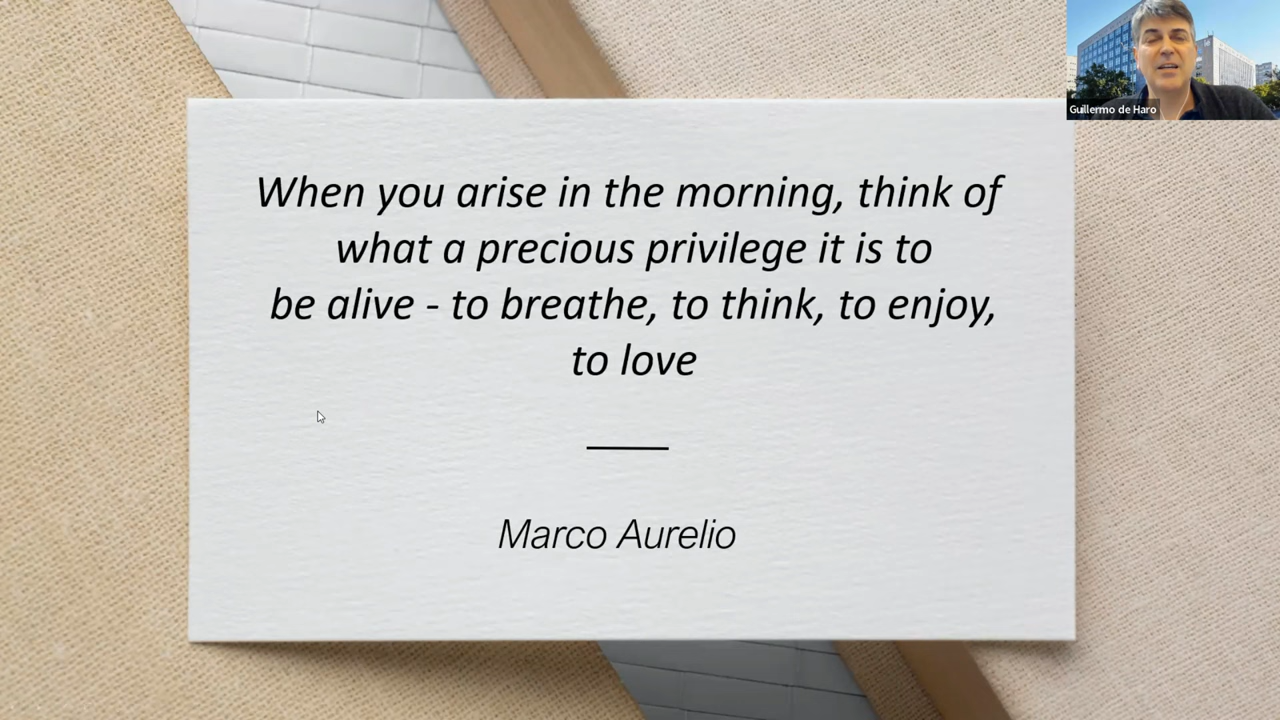 Guillermo de Haro
When you arise in the morning, think of
what a precious privilege it is to
be alive - to breathe, to think, to enjoy,
to love
Marco Aurelio